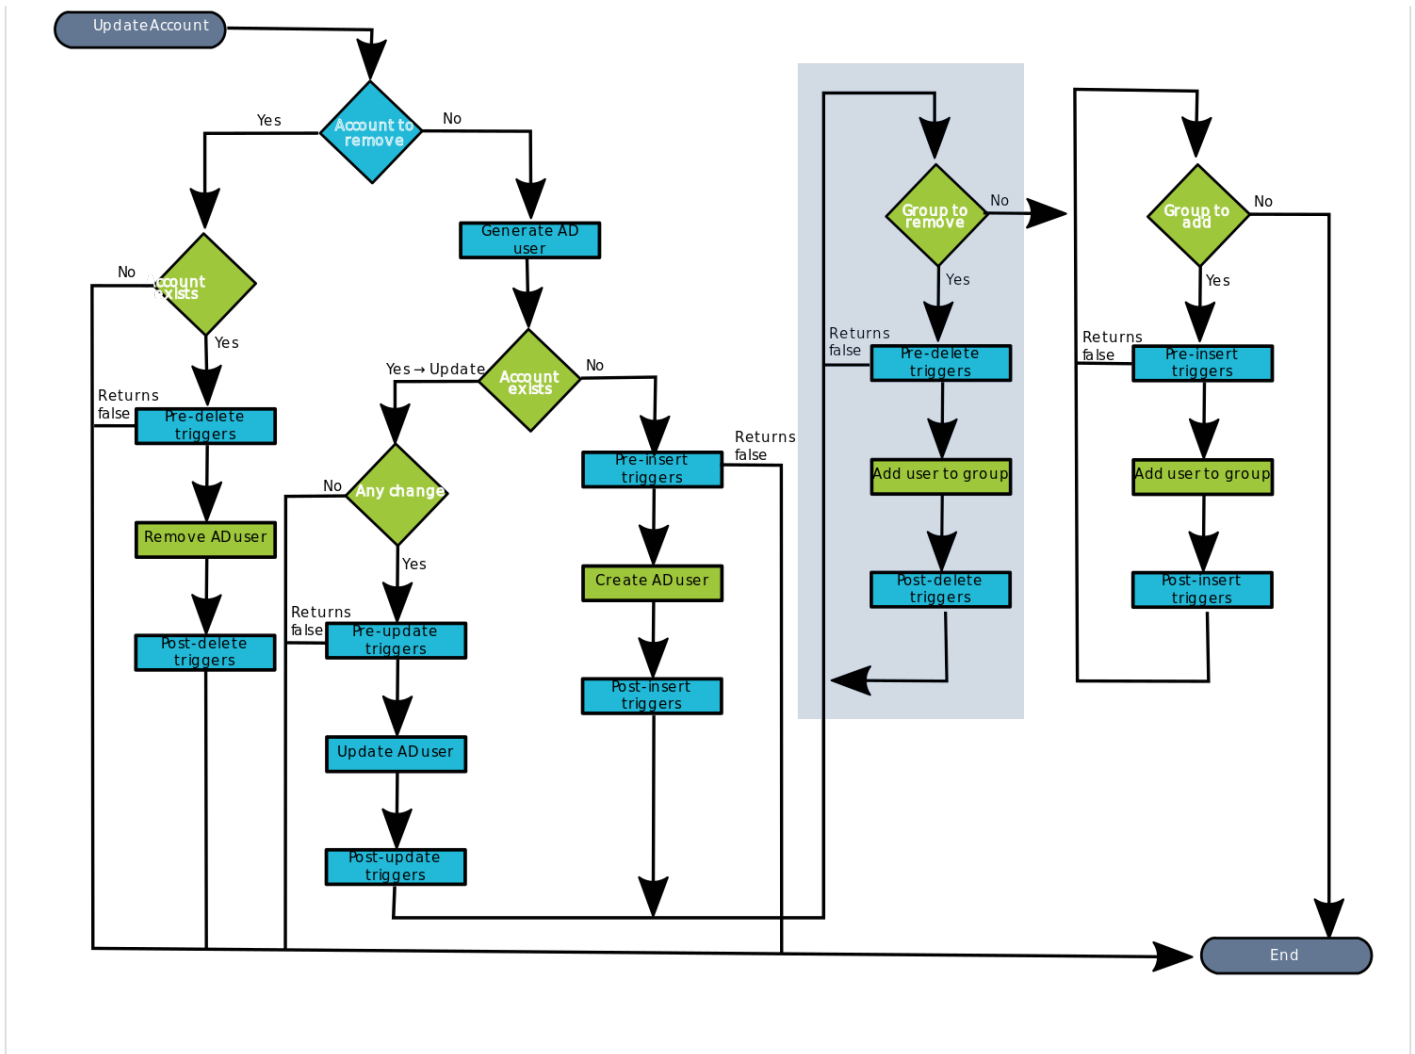 UpdateAccount
Account to
remove
Yes
No
Generate AD
user
Account
exists
No
Yes
Returns
false
Pre-delete
triggers
Remove AD user
Post-delete
triggers
Yes → Update
Account
exists
No
Any change
No
Yes
Returns
false
Pre-update
triggers
Update AD user
Post-update
triggers
Pre-insert
triggers
Returns
false
Create AD user
Post-insert
triggers
Group to
remove
No
Yes
Returns
false
Pre-delete
triggers
Add user to group
Post-delete
triggers
Group to
add
No
Yes
Returns
false
Pre-insert
triggers
Add user to group
Post-insert
triggers
End